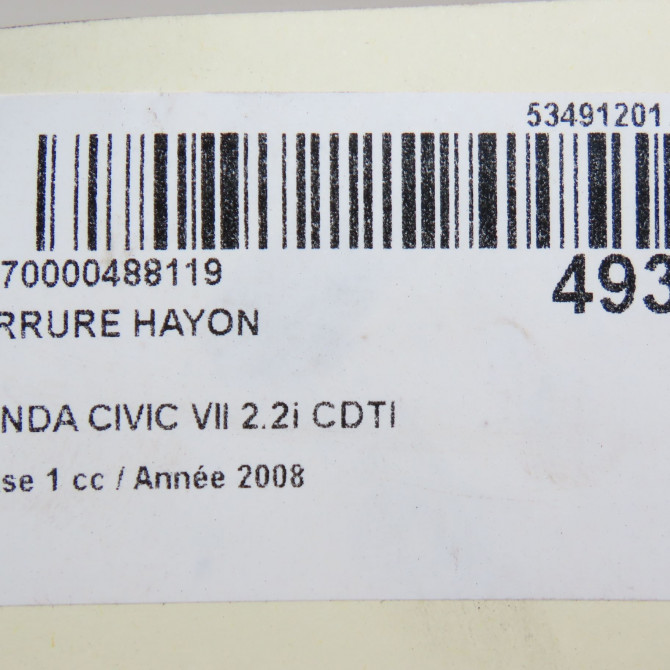 53491201
70000488119
493
RRURE HAYON
NDA CIVIC VII 2.2i CDTI
se 1 cc / Année 2008